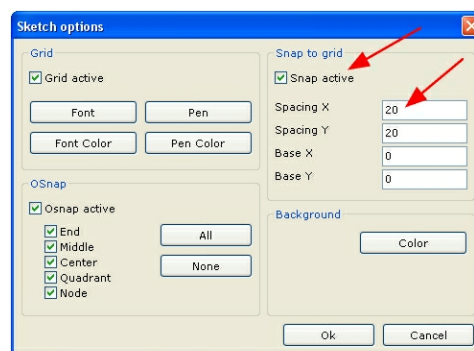 Sketch options
Grid
Grid active
Font
Pen
Font Color
Pen Color
OSnap
Osnap active
End
Middle
Center
Quadrant
Node
All
None
Snap to grid
Snap active
Spacing X
20
Spacing Y
20
Base X
0
Base Y
0
Background
Color
Ok
Cancel